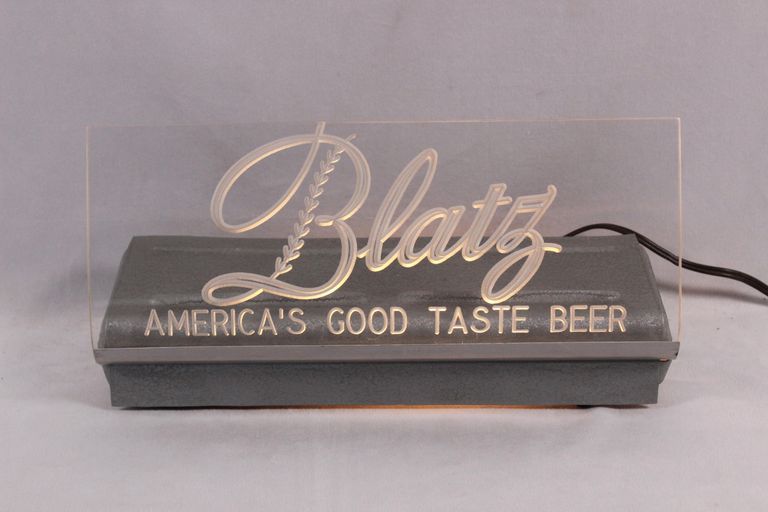 Blatz
AMERICA'S GOOD TASTE BEER